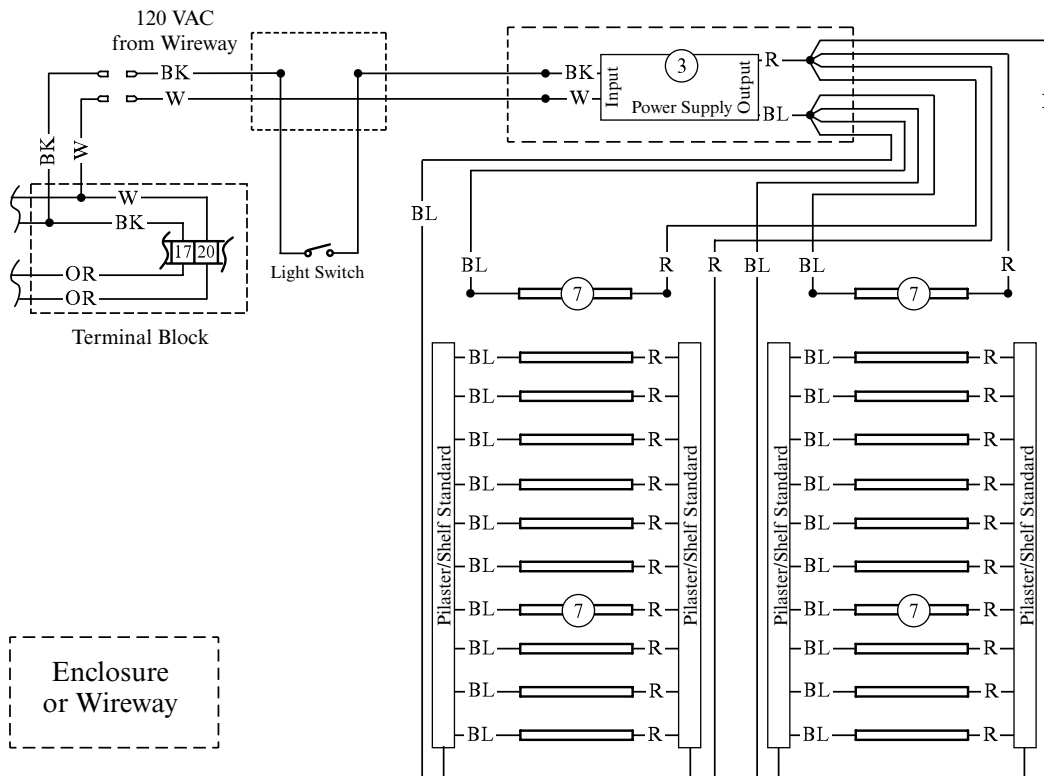 120 VAC
from Wireway
BK
W
BK
W
W
BK
17 20
OR
OR
Terminal Block
Light Switch
BK
W
Input
3
Power Supply
Output
R
BL
BL
BL
7
R
R
BL
BL
7
R
Pilaster/Shelf Standard
BL R
BL R
BL R
BL R
BL R
BL R
BL 7 R
BL R
BL R
BL R
Pilaster/Shelf Standard
Pilaster/Shelf Standard
BL R
BL R
BL R
BL R
BL R
BL R
BL 7 R
BL R
BL R
BL R
Pilaster/Shelf Standard
Enclosure
or Wireway